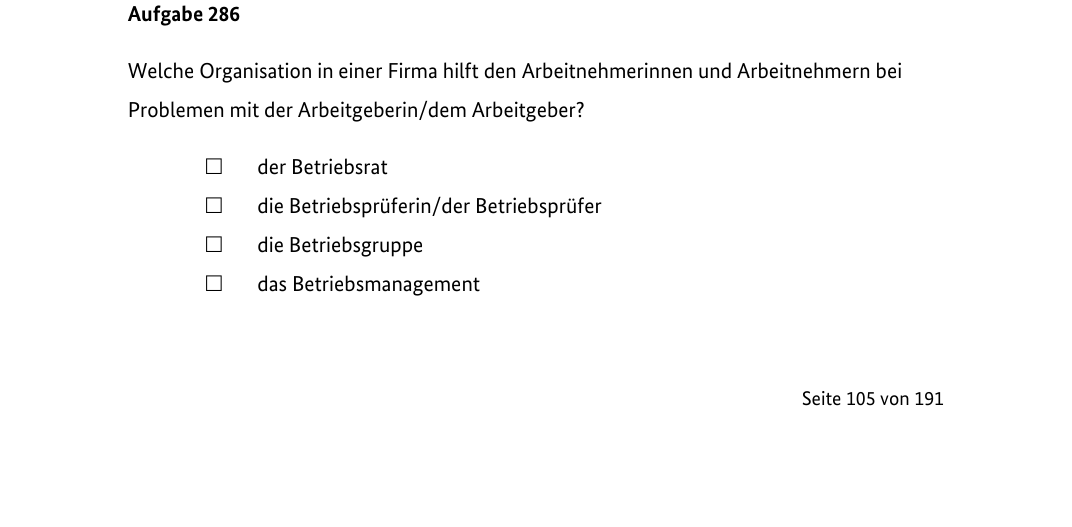 Aufgabe 286
Welche Organisation in einer Firma hilft den Arbeitnehmerinnen und Arbeitnehmern bei
Problemen mit der Arbeitgeberin/dem Arbeitgeber?
☐ der Betriebsrat
☐ die Betriebsprüferin/der Betriebsprüfer
☐ die Betriebsgruppe
☐ das Betriebsmanagement
Seite 105 von 191